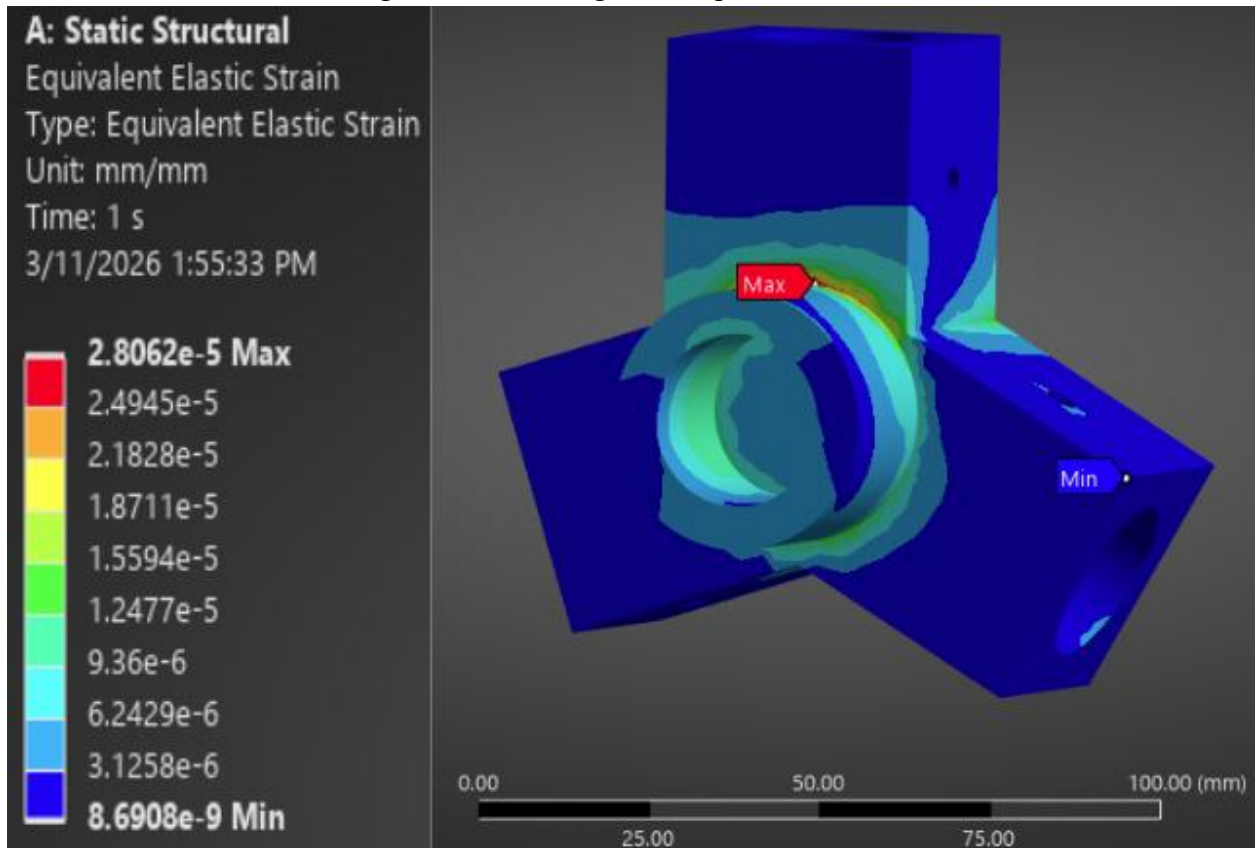 A: Static Structural
Equivalent Elastic Strain
Type: Equivalent Elastic Strain
Unit: mm/mm
Time: 1 s
3/11/2026 1:55:33 PM
2.8062e-5 Max
2.4945e-5
2.1828e-5
1.8711e-5
1.5594e-5
1.2477e-5
9.36e-6
6.2429e-6
3.1258e-6
8.6908e-9 Min
Max
Min
0.00 50.00 100.00 (mm)
25.00 75.00